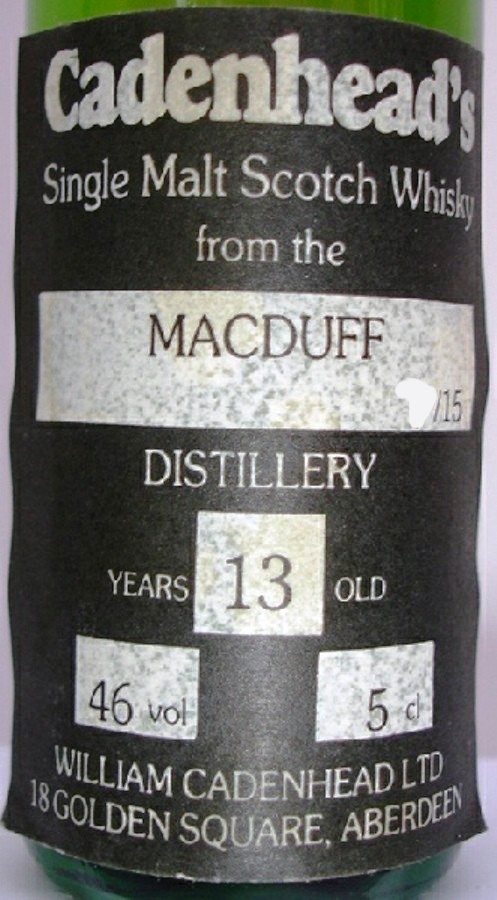 Cadenhead's
Single Malt Scotch Whisky
from the
MACDUFF
/15
DISTILLERY
YEARS 13 OLD
46 vol 5 cl
WILLIAM CADENHEAD LTD
18 GOLDEN SQUARE, ABERDEEN